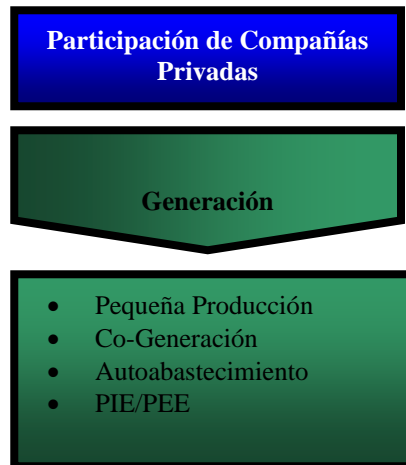 Participación de Compañías
Privadas
Generación
• Pequeña Producción
• Co-Generación
• Autoabastecimiento
• PIE/PEE